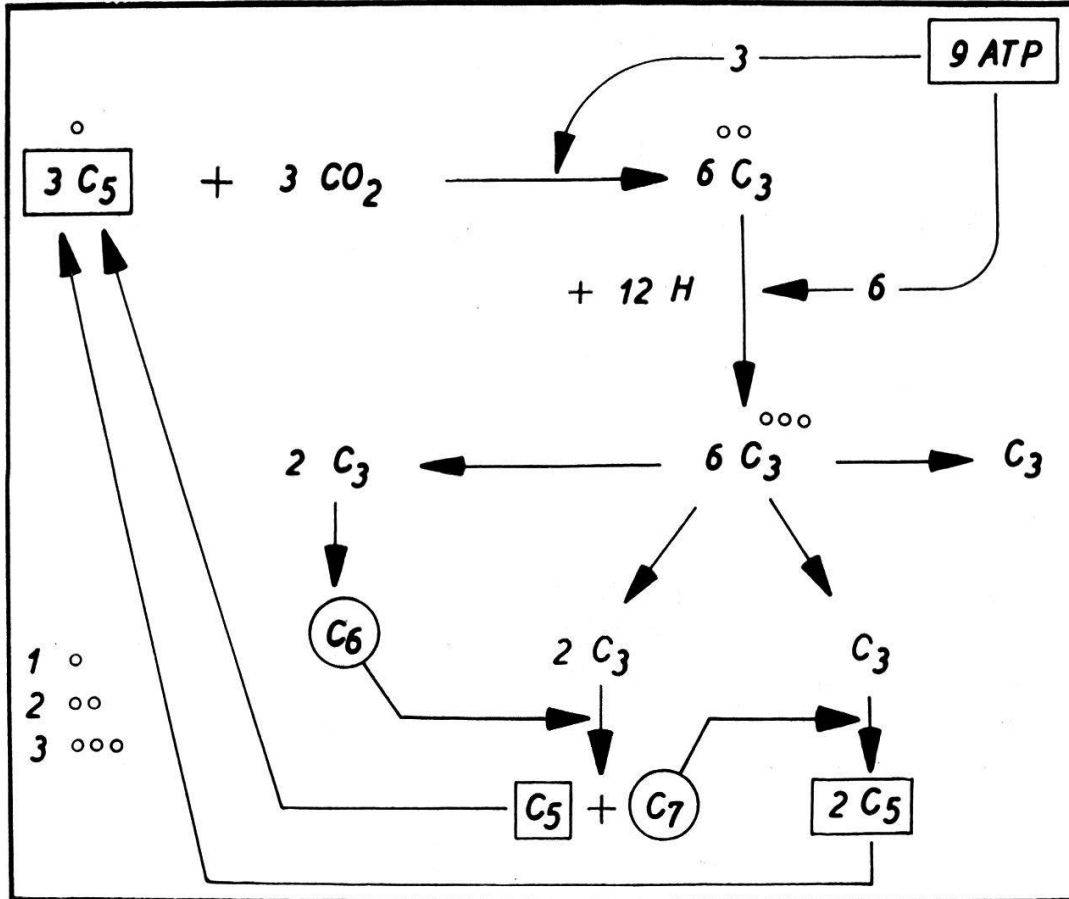 3 9 ATP
°
°°
3 C₅ + 3 CO₂ 6 C₃
+ 12 H 6
°°°
2 C₃ 6 C₃ C₃
C₆ 2 C₃ C₃
1 °
2 °°
3 °°°
C₅ + C₇ 2 C₅